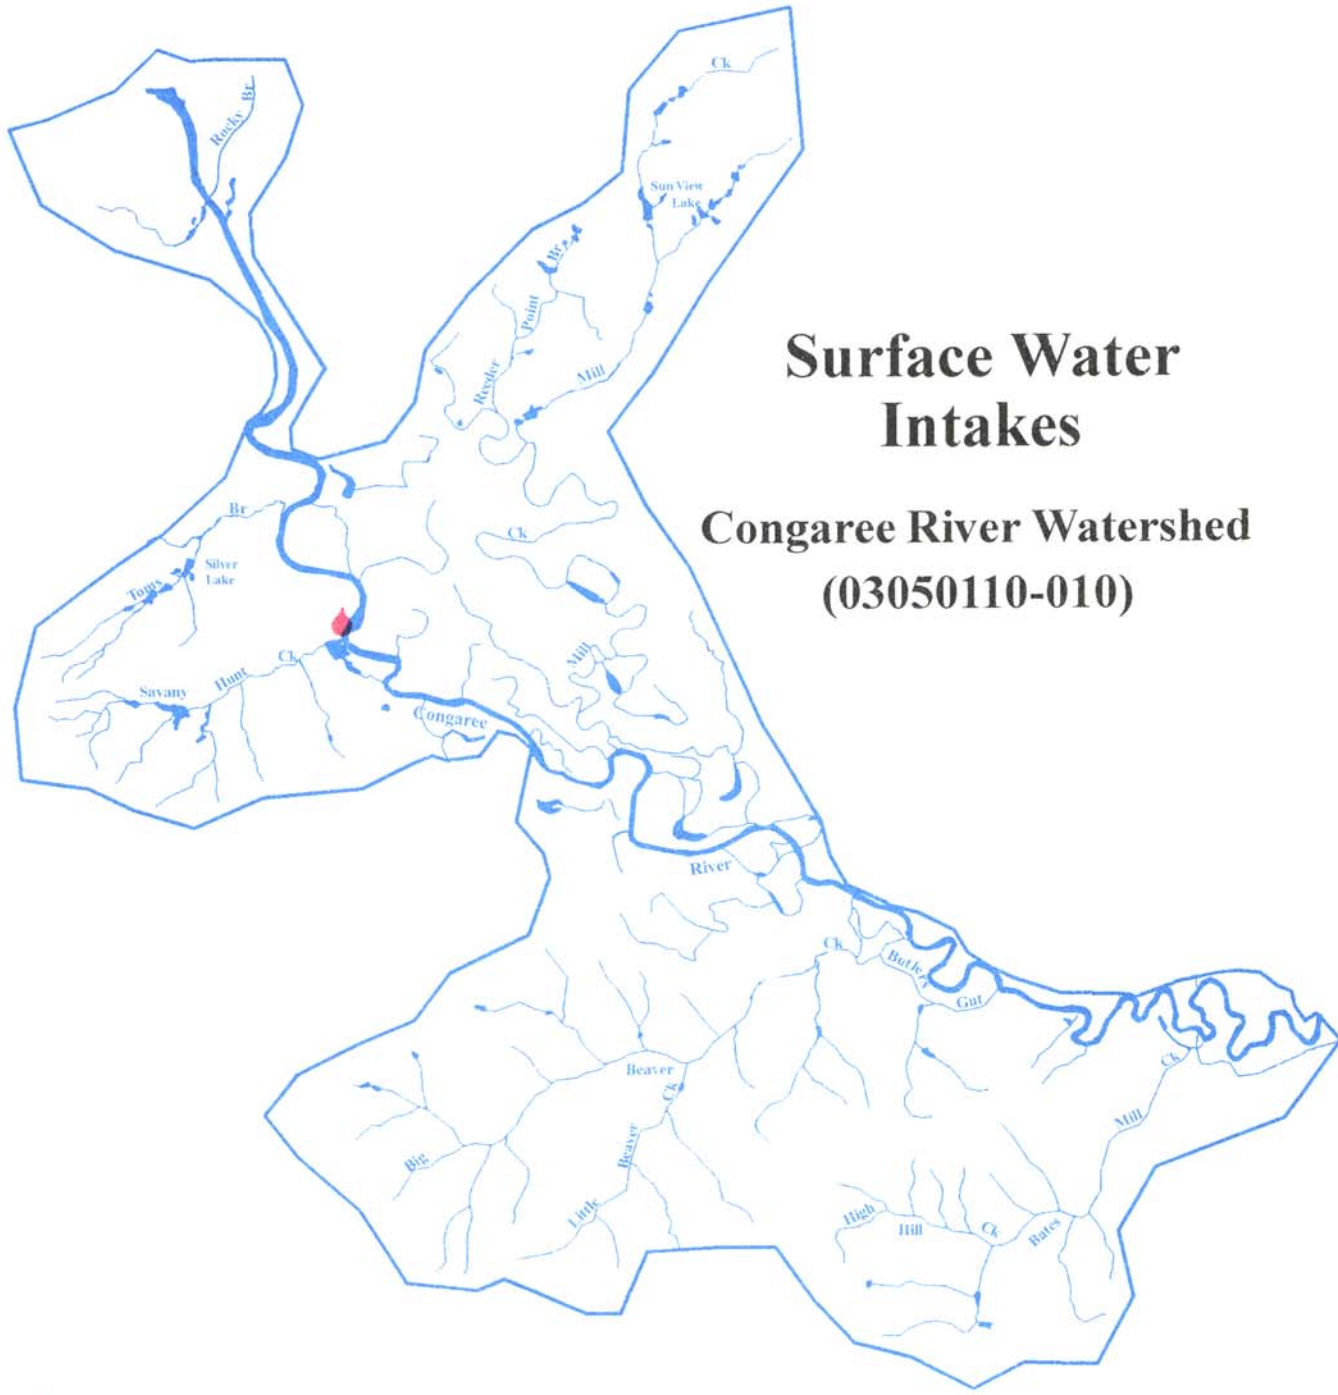 Ck
Rocky Br
Sun View
Lake
Br
Point
Reeder
Mill
Surface Water
Intakes
Congaree River Watershed
(03050110-010)
Br
Ck
Silver
Lake
Toms
Mill
Ck
Hunt
Savany
Congaree
River
Ck
Butlers
Gut
Beaver
Ck
Ck
Mill
Beaver
Big
Little
High
Hill
Ck
Bates